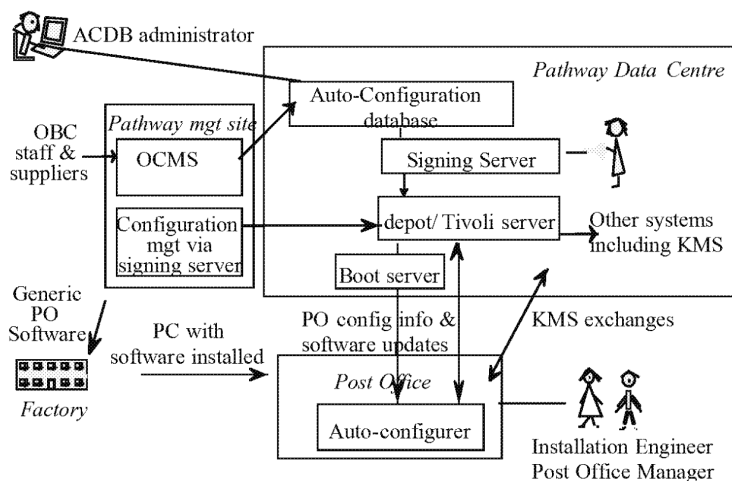 ACDB administrator
Pathway Data Centre
Auto-Configuration
database
Pathway mgt site
OBC
staff &
suppliers
OCMS
Signing Server
Configuration
mgt via
signing server
depot/ Tivoli server
Other systems
including KMS
Boot server
Generic
PO
Software
PC with
software installed
PO config info &
software updates
KMS exchanges
Post Office
Factory
Auto-configurer
Installation Engineer
Post Office Manager